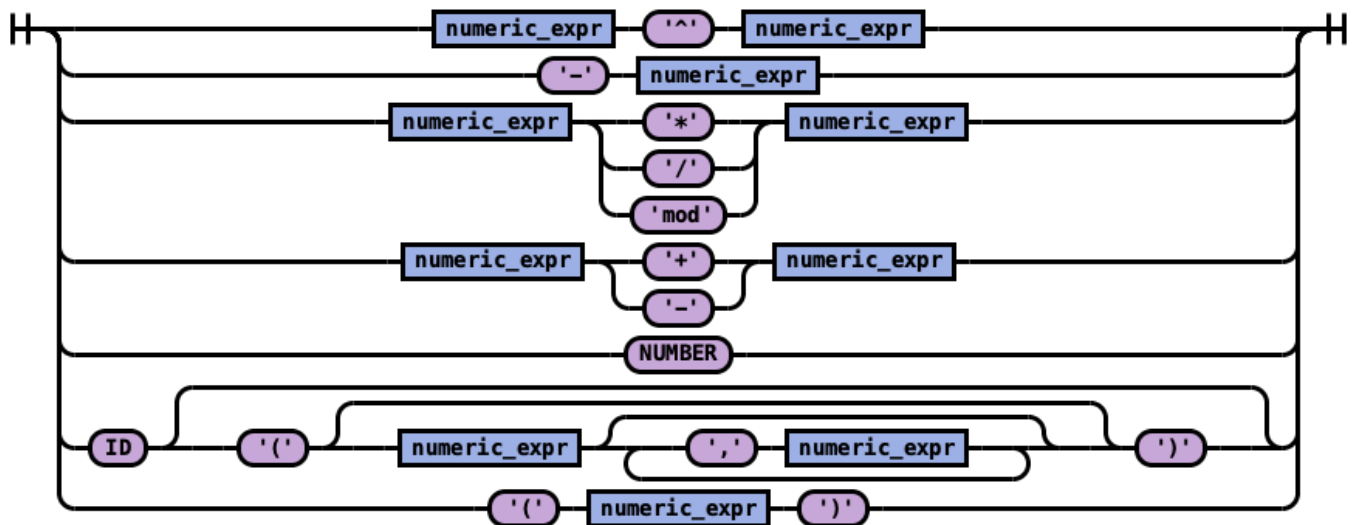 numeric_expr '^' numeric_expr
'-' numeric_expr
numeric_expr '*' numeric_expr
'/'
'mod'
numeric_expr '+' numeric_expr
'-'
NUMBER
ID '(' numeric_expr ',' numeric_expr ')'
'(' numeric_expr ')'